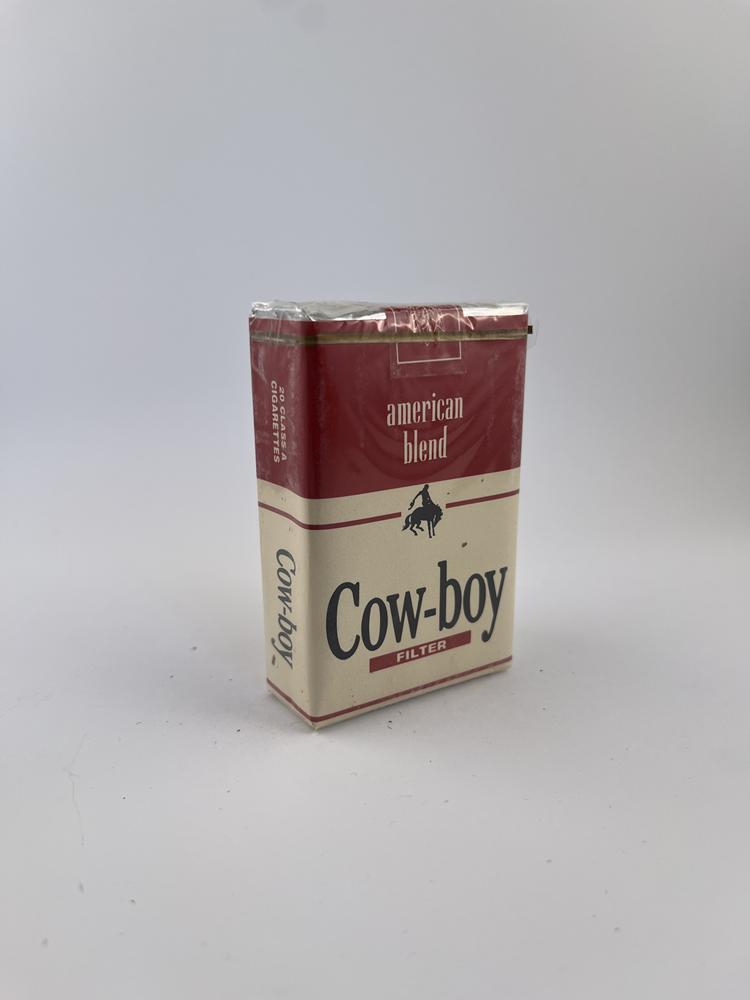 american
blend
Cow-boy
FILTER
20 CLASS A
CIGARETTES
Cow-boy